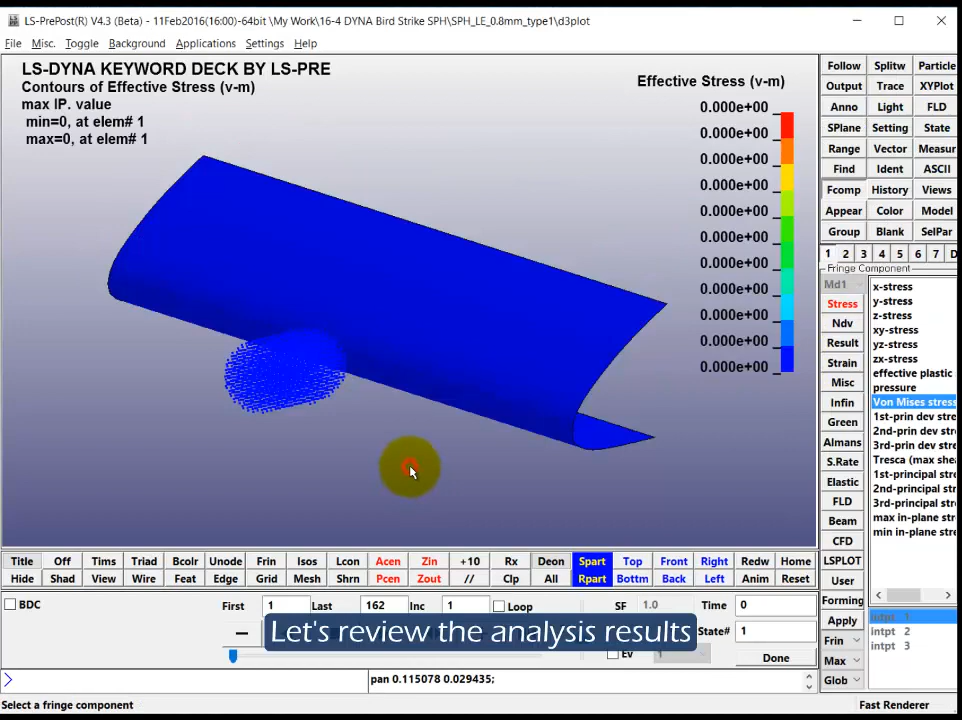 LS-PrePost(R) V4.3 (Beta) - 11Feb2016(16:00)-64bit \My Work\16-4 DYNA Bird Strike SPH\SPH_LE_0.8mm_type1\d3plot
File Misc. Toggle Background Applications Settings Help
LS-DYNA KEYWORD DECK BY LS-PRE
Contours of Effective Stress (v-m)
max IP. value
min=0, at elem# 1
max=0, at elem# 1
Effective Stress (v-m)
0.000e+00
0.000e+00
0.000e+00
0.000e+00
0.000e+00
0.000e+00
0.000e+00
0.000e+00
0.000e+00
0.000e+00
0.000e+00
Follow Splitw Particle
Output Trace XYPlot
Anno Light FLD
SPlane Setting State
Range Vector Measur
Find Ident ASCII
Fcomp History Views
Appear Color Model
Group Blank SelPar
1 2 3 4 5 6 7 D
Fringe Component
Md1
Stress
Ndv
Result
Strain
Misc
Infin
Green
Almans
S.Rate
Elastic
FLD
Beam
CFD
LSPLOT
User
Forming
Apply
Frin
Max
Glob
x-stress
y-stress
z-stress
xy-stress
yz-stress
zx-stress
effective plastic
pressure
Von Mises stress
1st-prin dev stre
2nd-prin dev stre
3rd-prin dev stre
Tresca (max shea
1st-principal stre
2nd-principal str
3rd-principal stre
max in-plane str
min in-plane stre
intpt 1
intpt 2
intpt 3
Title Off Tims Triad Bcolr Unode Frin Isos Lcon Acen Zin +10 Rx Deon Spart Top Front Right Redw Home
Hide Shad View Wire Feat Edge Grid Mesh Shrn Pcen Zout // Clp All Rpart Bottm Back Left Anim Reset
BDC First 1 Last 162 Inc 1 Loop SF 1.0 Time 0
Let's review the analysis results
State# 1
Ev 1 Done
> pan 0.115078 0.029435;
Select a fringe component Fast Renderer